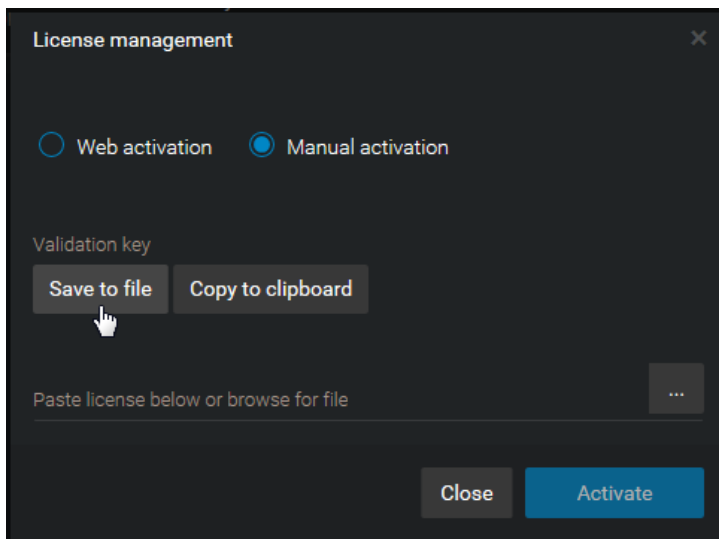 License management
Web activation Manual activation
Validation key
Save to file Copy to clipboard
Paste license below or browse for file ...
Close Activate